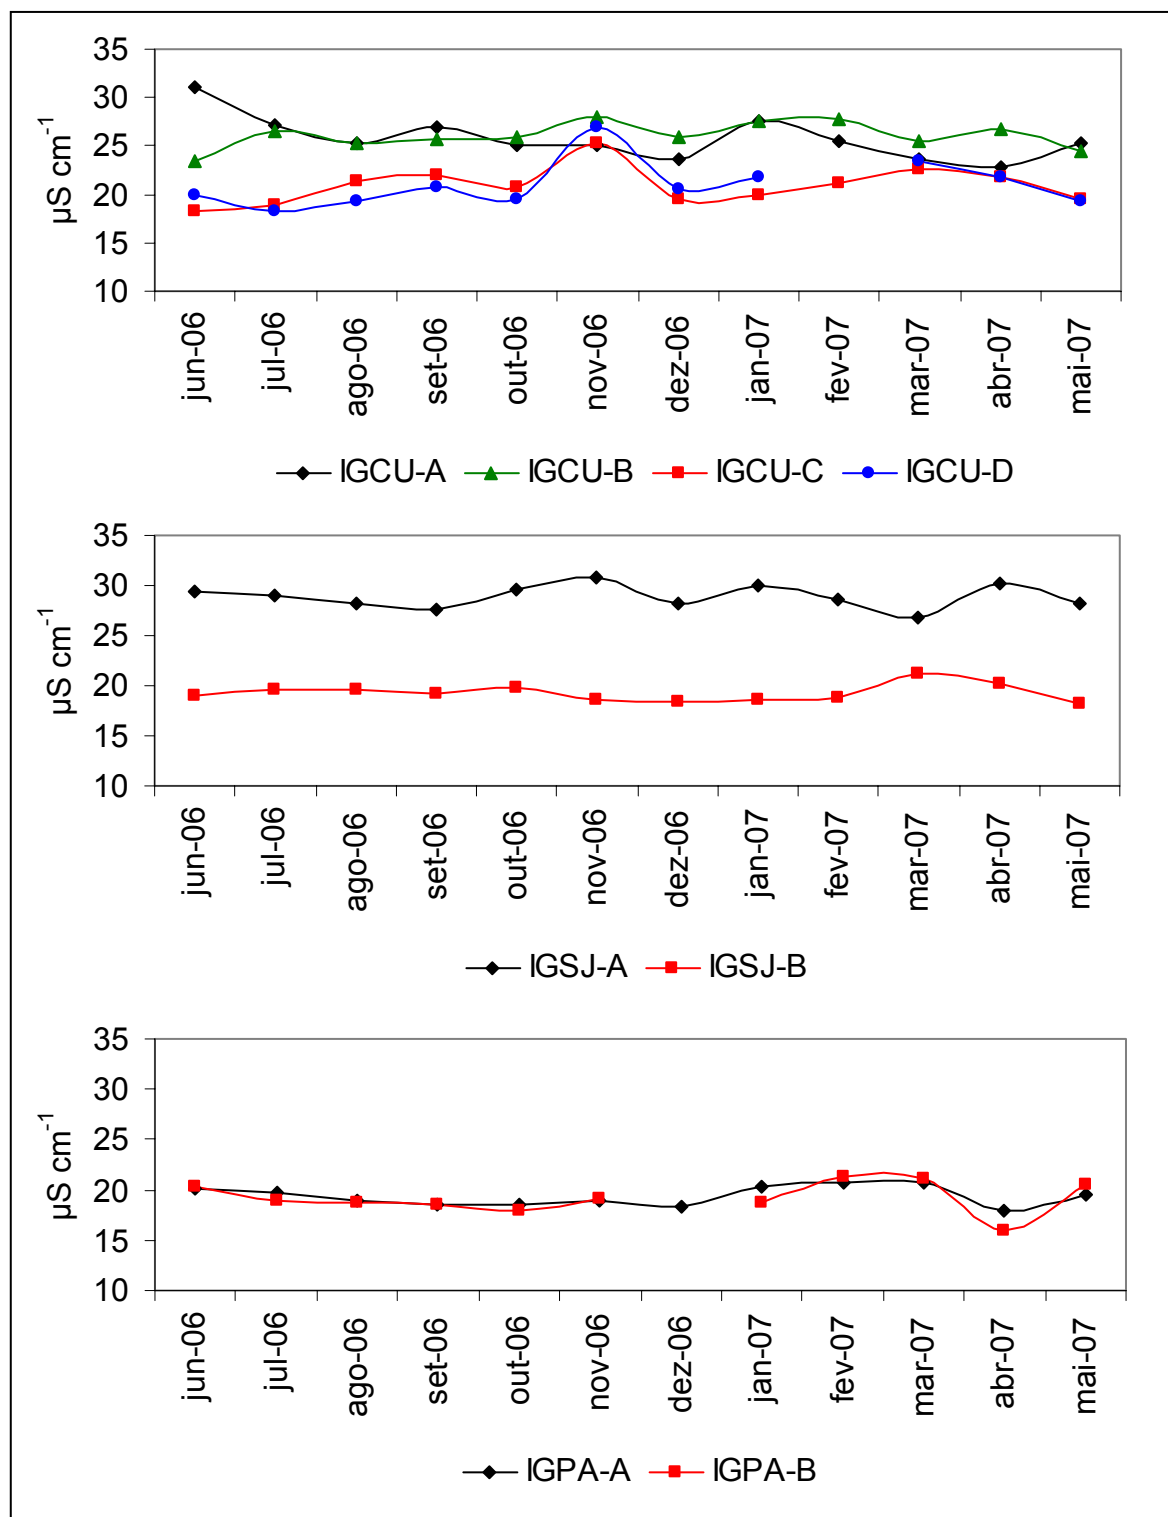 35
30
25
20
15
10
µS cm-1
jun-06 jul-06 ago-06 set-06 out-06 nov-06 dez-06 jan-07 fev-07 mar-07 abr-07 mai-07
IGCU-A IGCU-B IGCU-C IGCU-D
35
30
25
20
15
10
µS cm-1
jun-06 jul-06 ago-06 set-06 out-06 nov-06 dez-06 jan-07 fev-07 mar-07 abr-07 mai-07
IGSJ-A IGSJ-B
35
30
25
20
15
10
µS cm-1
jun-06 jul-06 ago-06 set-06 out-06 nov-06 dez-06 jan-07 fev-07 mar-07 abr-07 mai-07
IGPA-A IGPA-B